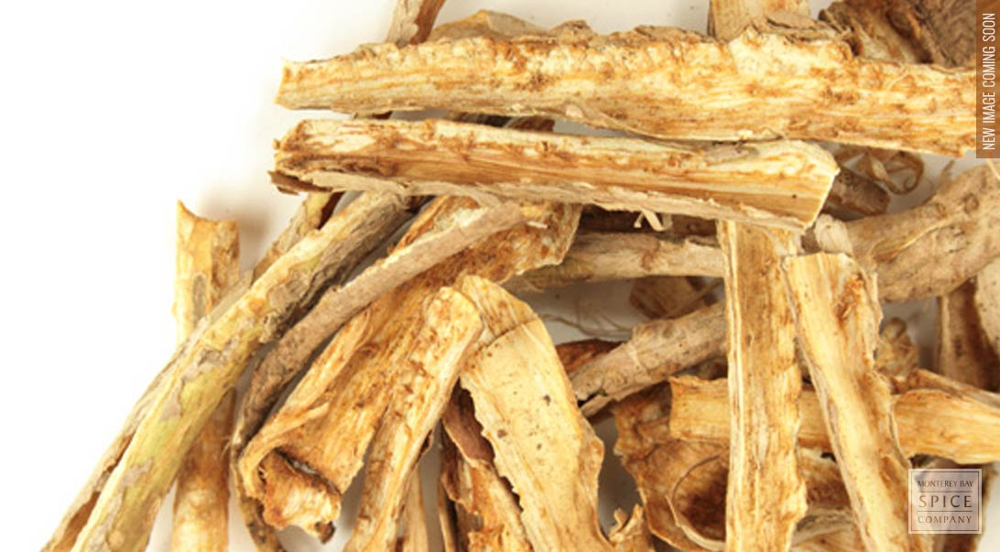 NEW IMAGE COMING SOON
MONTEREY BAY
SPICE
COMPANY